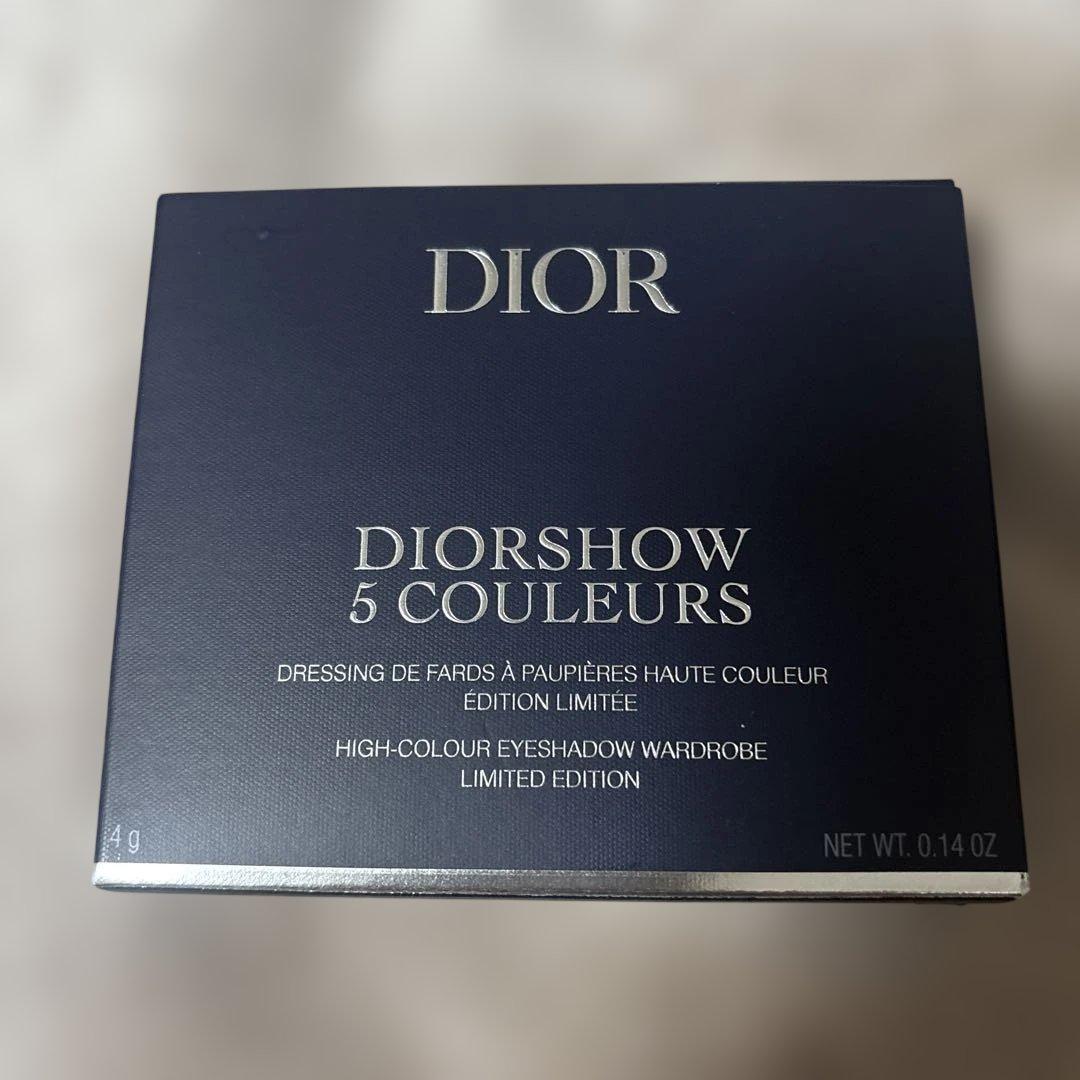 DIOR
DIORSHOW
5 COULEURS
DRESSING DE FARDS À PAUPIÈRES HAUTE COULEUR
ÉDITION LIMITÉE
HIGH-COLOUR EYESHADOW WARDROBE
LIMITED EDITION
4 g
NET WT. 0.14 OZ